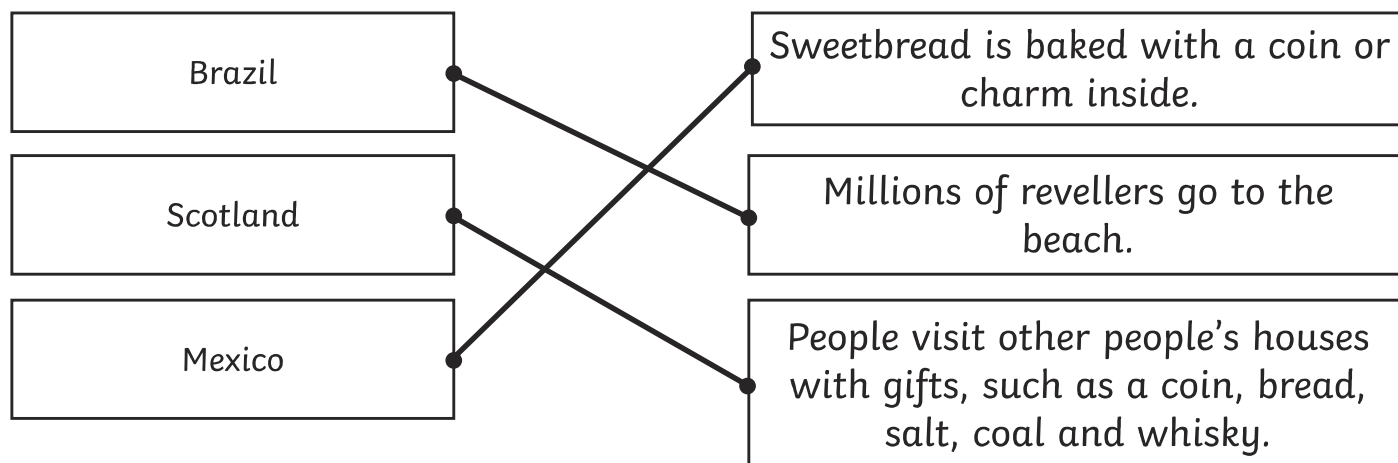 Brazil
Sweetbread is baked with a coin or
charm inside.
Scotland
Millions of revellers go to the
beach.
Mexico
People visit other people’s houses
with gifts, such as a coin, bread,
salt, coal and whisky.